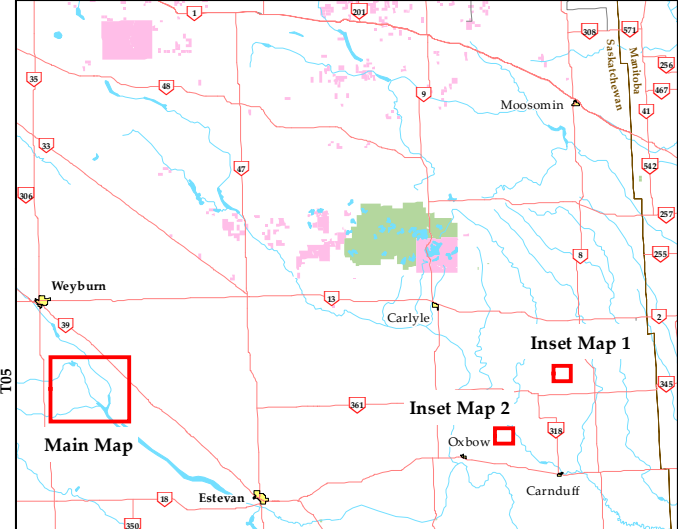 1
201
308
571
Saskatchewan
Manitoba
256
35
48
9
467
Moosomin
41
33
47
542
306
257
8
255
Weyburn
13
Carlyle
2
39
Inset Map 1
T05
345
361
Inset Map 2
318
Main Map
Oxbow
Carnduff
18
Estevan
350